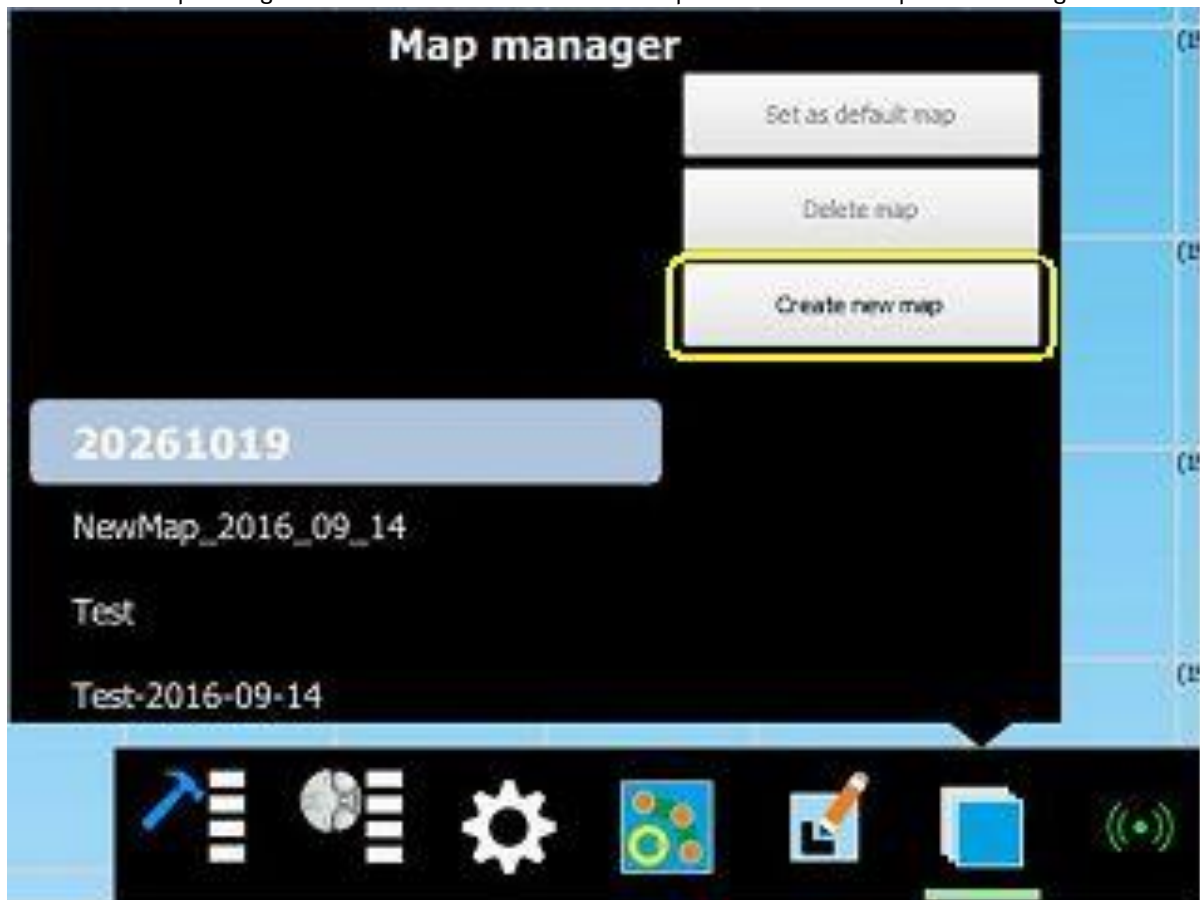 Map manager
Set as default map
Delete map
Create new map
20261019
NewMap_2016_09_14
Test
Test-2016-09-14